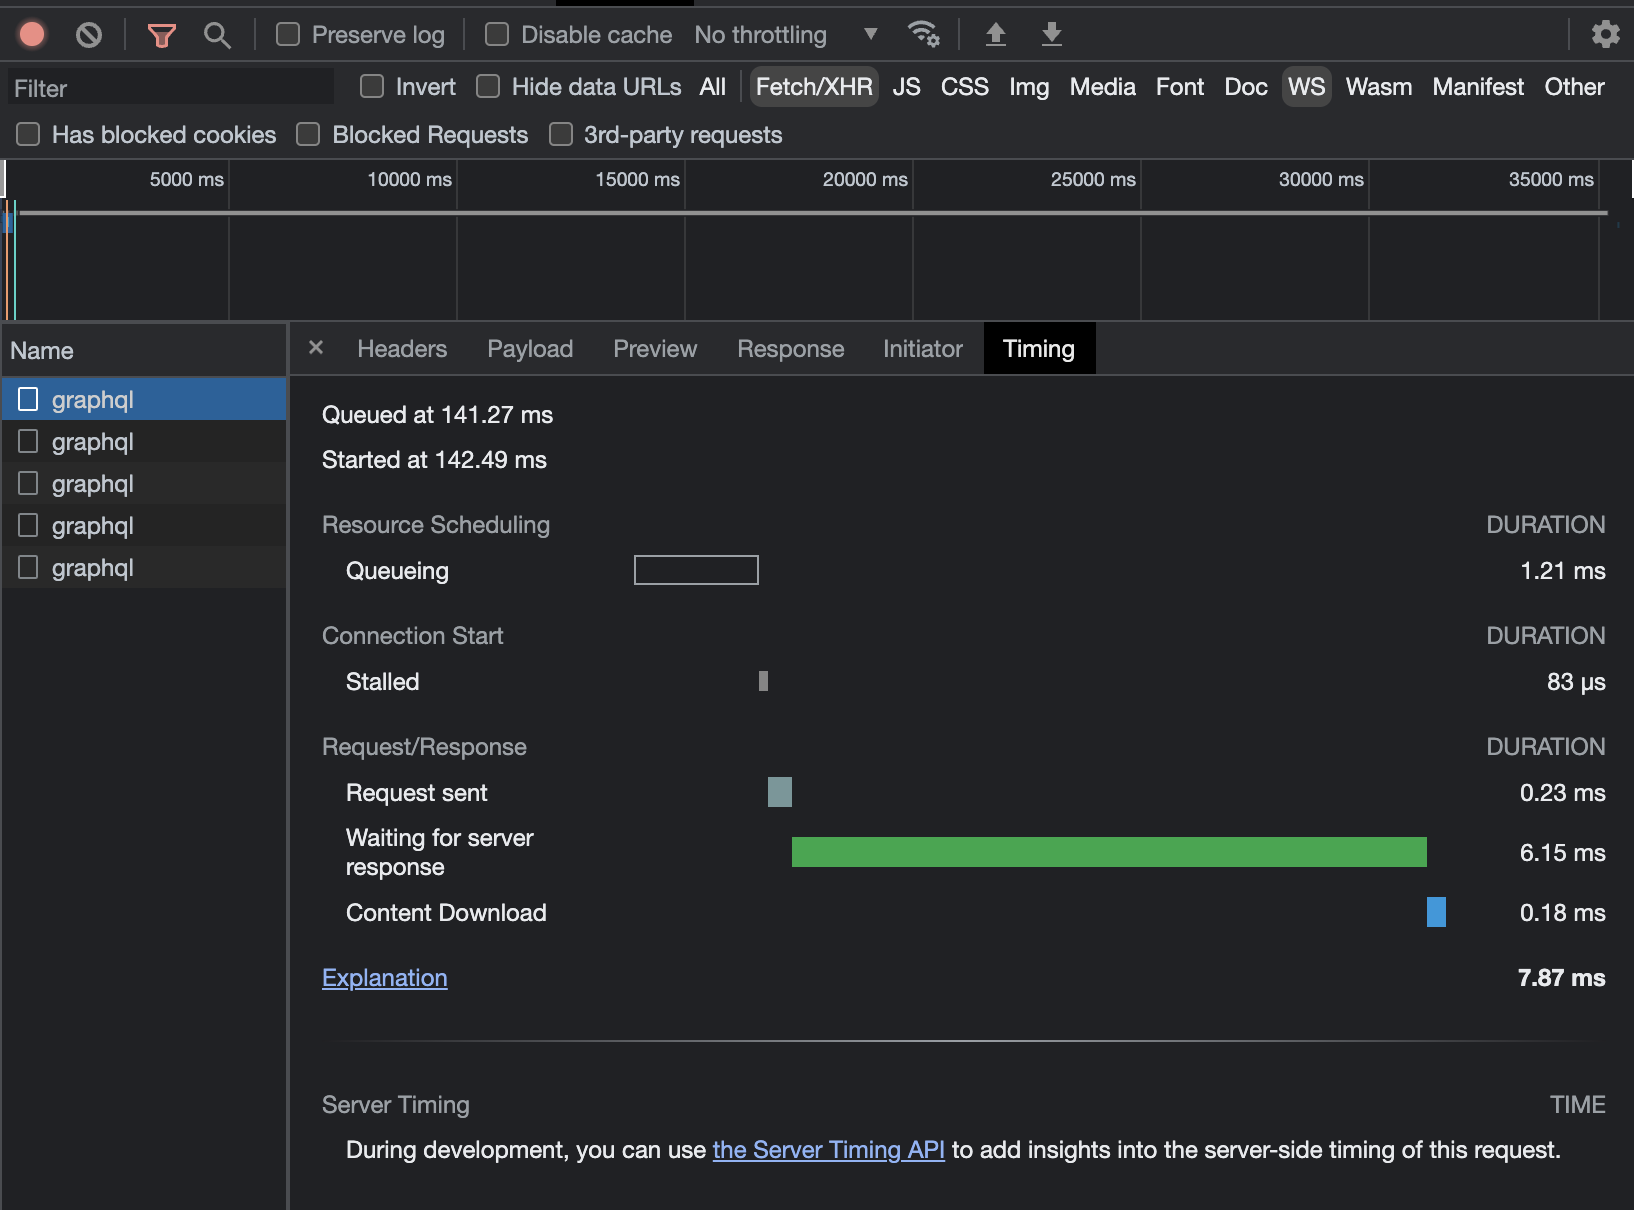 Preserve log Disable cache No throttling
Filter Invert Hide data URLs All Fetch/XHR JS CSS Img Media Font Doc WS Wasm Manifest Other
Has blocked cookies Blocked Requests 3rd-party requests
5000 ms 10000 ms 15000 ms 20000 ms 25000 ms 30000 ms 35000 ms
Name
graphql
graphql
graphql
graphql
graphql
× Headers Payload Preview Response Initiator Timing
Queued at 141.27 ms
Started at 142.49 ms
Resource Scheduling DURATION
Queueing 1.21 ms
Connection Start DURATION
Stalled 83 µs
Request/Response DURATION
Request sent 0.23 ms
Waiting for server
response 6.15 ms
Content Download 0.18 ms
Explanation 7.87 ms
Server Timing TIME
During development, you can use the Server Timing API to add insights into the server-side timing of this request.